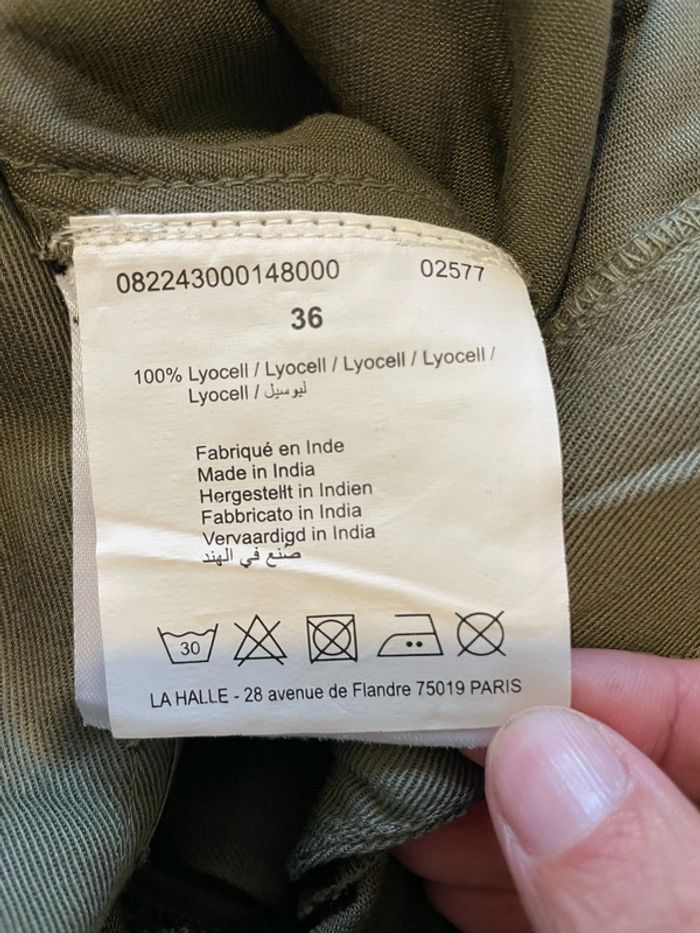 082243000148000 02577
36
100% Lyocell / Lyocell / Lyocell / Lyocell /
Lyocell / ليوسيل
Fabriqué en Inde
Made in India
Hergestellt in Indien
Fabbricato in India
Vervaardigd in India
صنع في الهند
30
LA HALLE - 28 avenue de Flandre 75019 PARIS